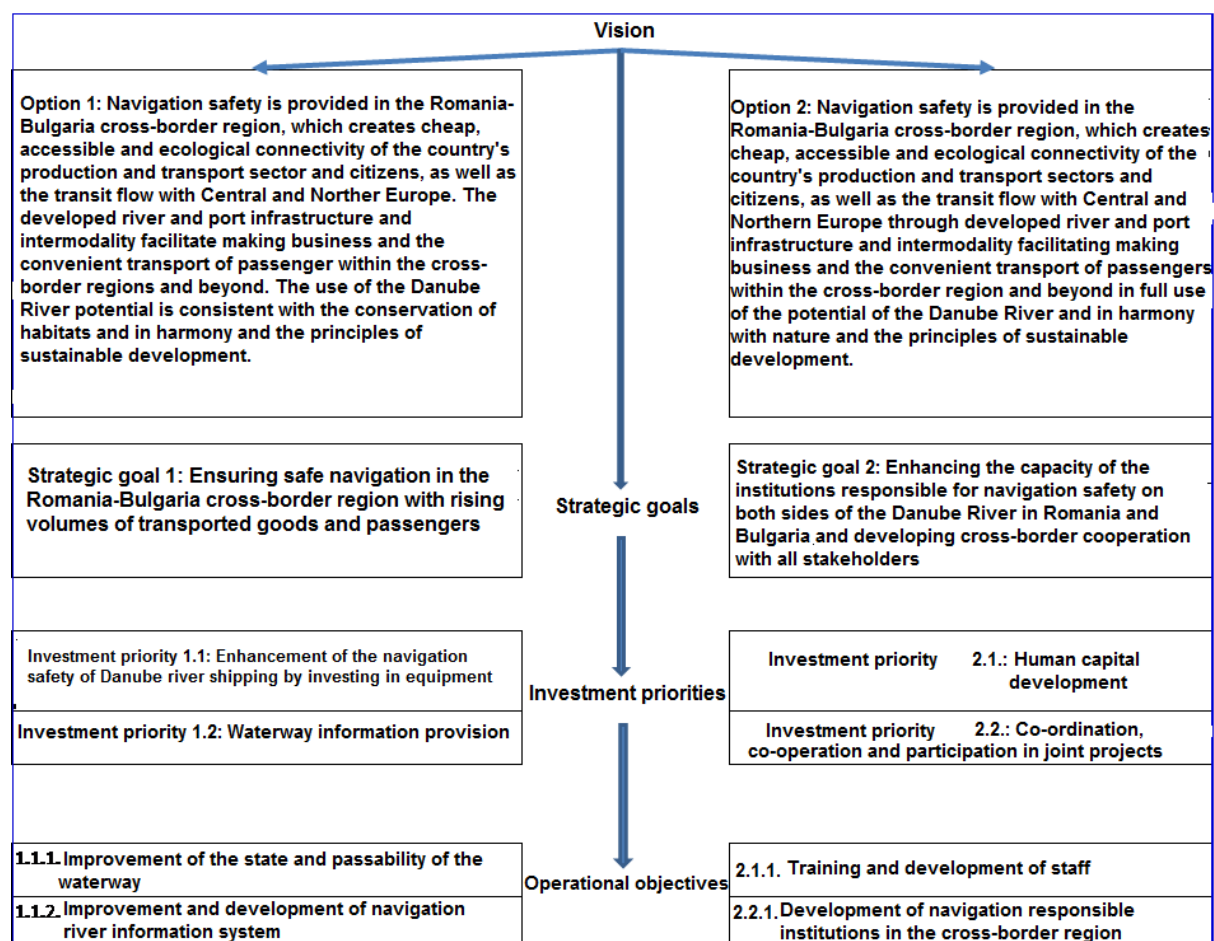 Vision
Option 1: Navigation safety is provided in the Romania-
Bulgaria cross-border region, which creates cheap,
accessible and ecological connectivity of the country's
production and transport sector and citizens, as well as
the transit flow with Central and Norther Europe. The
developed river and port infrastructure and
intermodality facilitate making business and the
convenient transport of passenger within the cross-
border regions and beyond. The use of the Danube
River potential is consistent with the conservation of
habitats and in harmony and the principles of
sustainable development.
Option 2: Navigation safety is provided in the
Romania-Bulgaria cross-border region, which creates
cheap, accessible and ecological connectivity of the
country's production and transport sectors and
citizens, as well as the transit flow with Central and
Northern Europe through developed river and port
infrastructure and intermodality facilitating making
business and the convenient transport of passengers
within the cross-border region and beyond in full use
of the potential of the Danube River and in harmony
with nature and the principles of sustainable
development.
Strategic goal 1: Ensuring safe navigation in the
Romania-Bulgaria cross-border region with rising
volumes of transported goods and passengers
Strategic goals
Strategic goal 2: Enhancing the capacity of the
institutions responsible for navigation safety on
both sides of the Danube River in Romania and
Bulgaria and developing cross-border cooperation
with all stakeholders
Investment priority 1.1: Enhancement of the navigation
safety of Danube river shipping by investing in equipment
Investment priority 1.2: Waterway information provision
Investment priorities
Investment priority 2.1.: Human capital
development
Investment priority 2.2.: Co-ordination,
co-operation and participation in joint projects
1.1.1. Improvement of the state and passability of the
waterway
1.1.2. Improvement and development of navigation
river information system
Operational objectives
2.1.1. Training and development of staff
2.2.1. Development of navigation responsible
institutions in the cross-border region